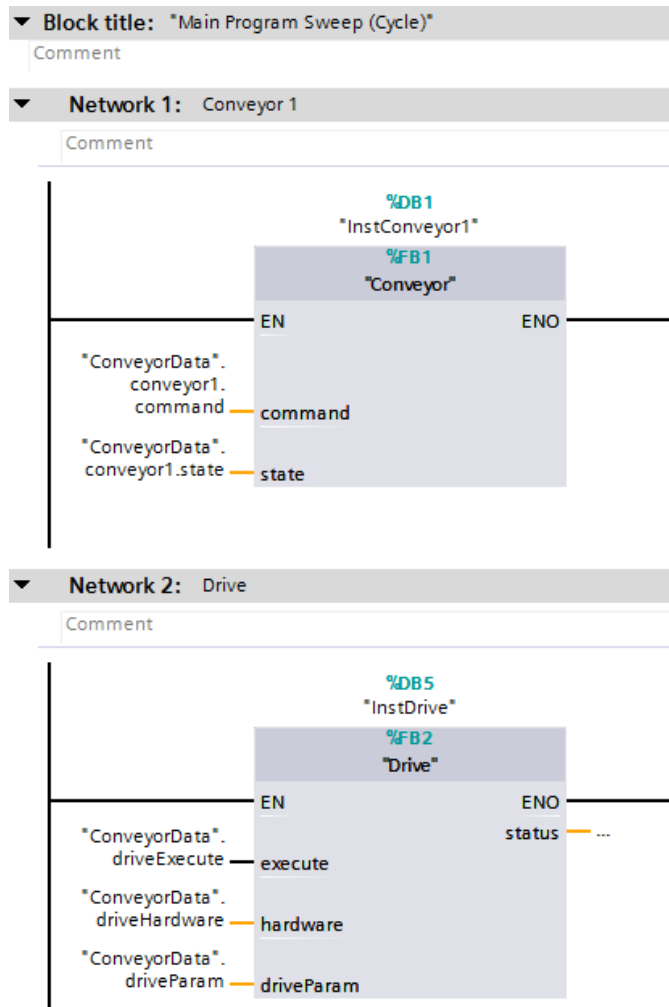 Block title: "Main Program Sweep (Cycle)"
Comment
Network 1: Conveyor 1
Comment
%DB1
"InstConveyor1"
%FB1
"Conveyor"
EN ENO
"ConveyorData".
conveyor1.
command command
"ConveyorData".
conveyor1.state state
Network 2: Drive
Comment
%DB5
"InstDrive"
%FB2
"Drive"
EN ENO
status ...
"ConveyorData".
driveExecute execute
"ConveyorData".
driveHardware hardware
"ConveyorData".
driveParam driveParam